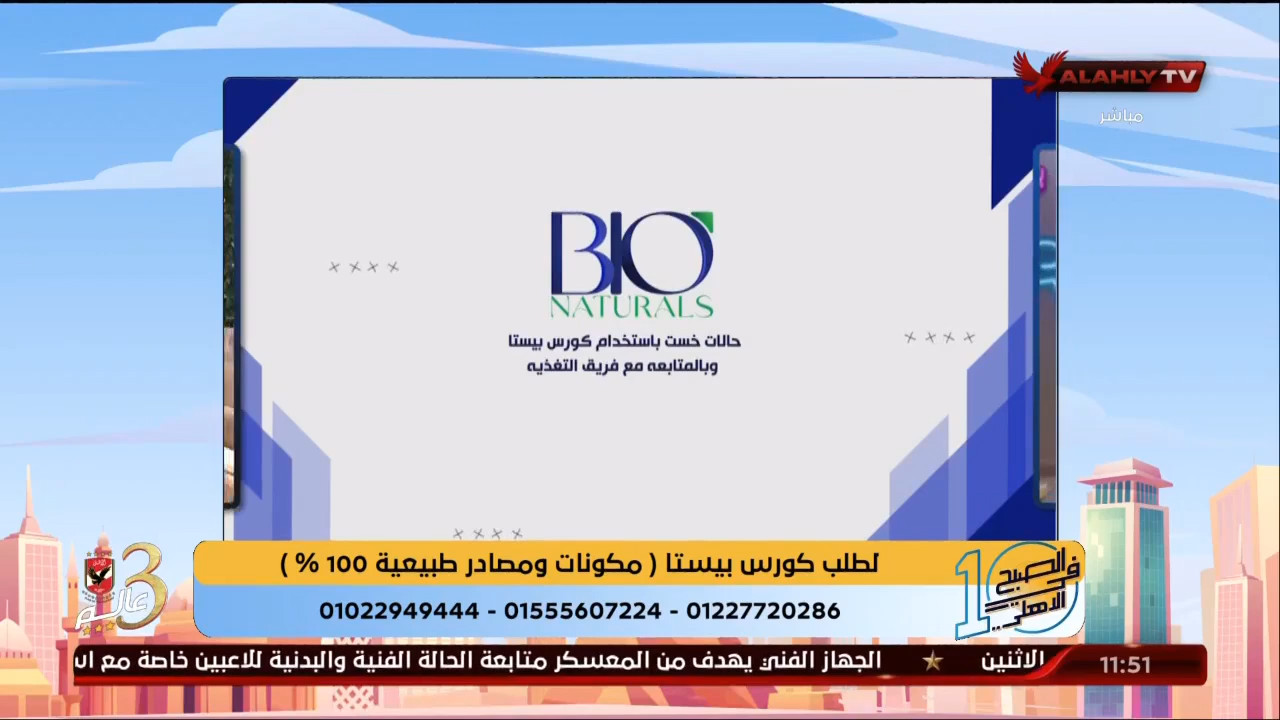 ALAHLY TV
مباشر
BIO
NATURALS
حالات خست باستخدام كورس بيستا
وبالمتابعه مع فريق التغذيه
لطلب كورس بيستا ( مكونات ومصادر طبيعية 100 % )
01022949444 - 01555607224 - 01227720286
10 الصبح في الأهلي
3 عالم
11:51
الاثنين ★ الجهاز الفني يهدف من المعسكر متابعة الحالة الفنية والبدنية للاعبين خاصة مع